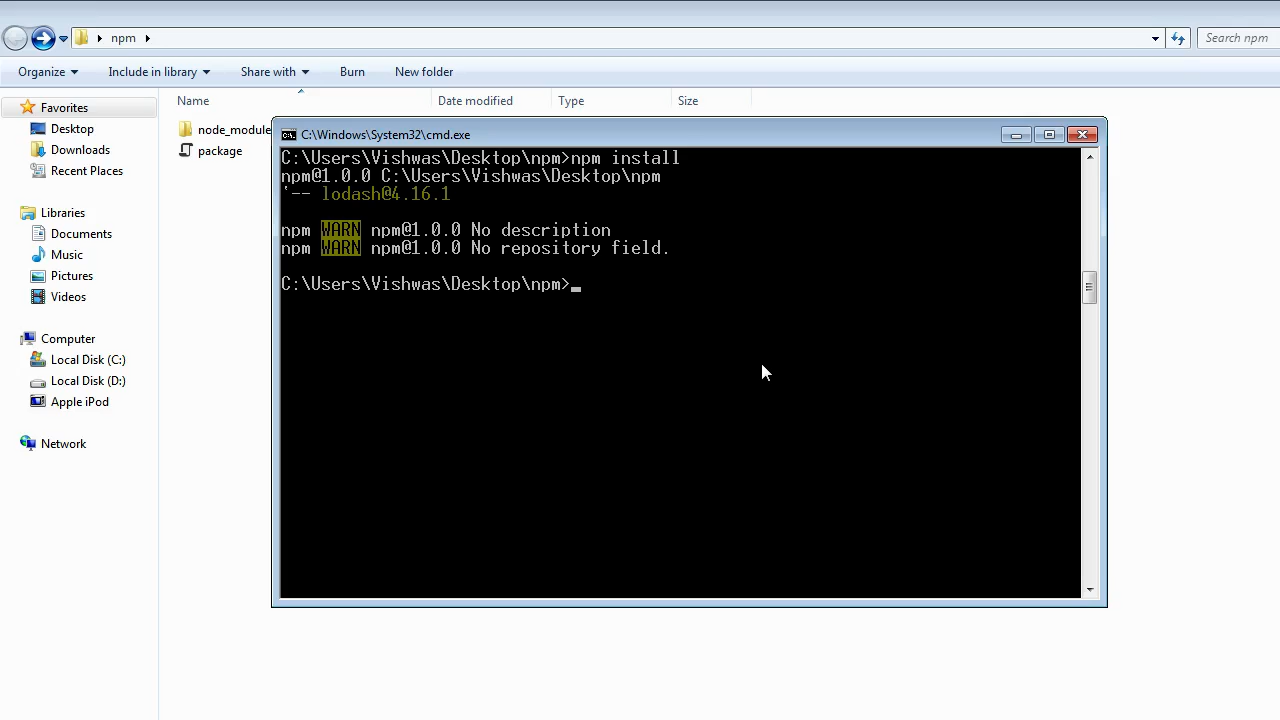 npm
Search npm
Organize
Include in library
Share with
Burn
New folder
Name
Date modified
Type
Size
Favorites
Desktop
Downloads
Recent Places
Libraries
Documents
Music
Pictures
Videos
Computer
Local Disk (C:)
Local Disk (D:)
Apple iPod
Network
node_module
package
C:\Windows\System32\cmd.exe
C:\Users\Vishwas\Desktop\npm>npm install
npm@1.0.0 C:\Users\Vishwas\Desktop\npm
`-- lodash@4.16.1
npm WARN npm@1.0.0 No description
npm WARN npm@1.0.0 No repository field.
C:\Users\Vishwas\Desktop\npm>_